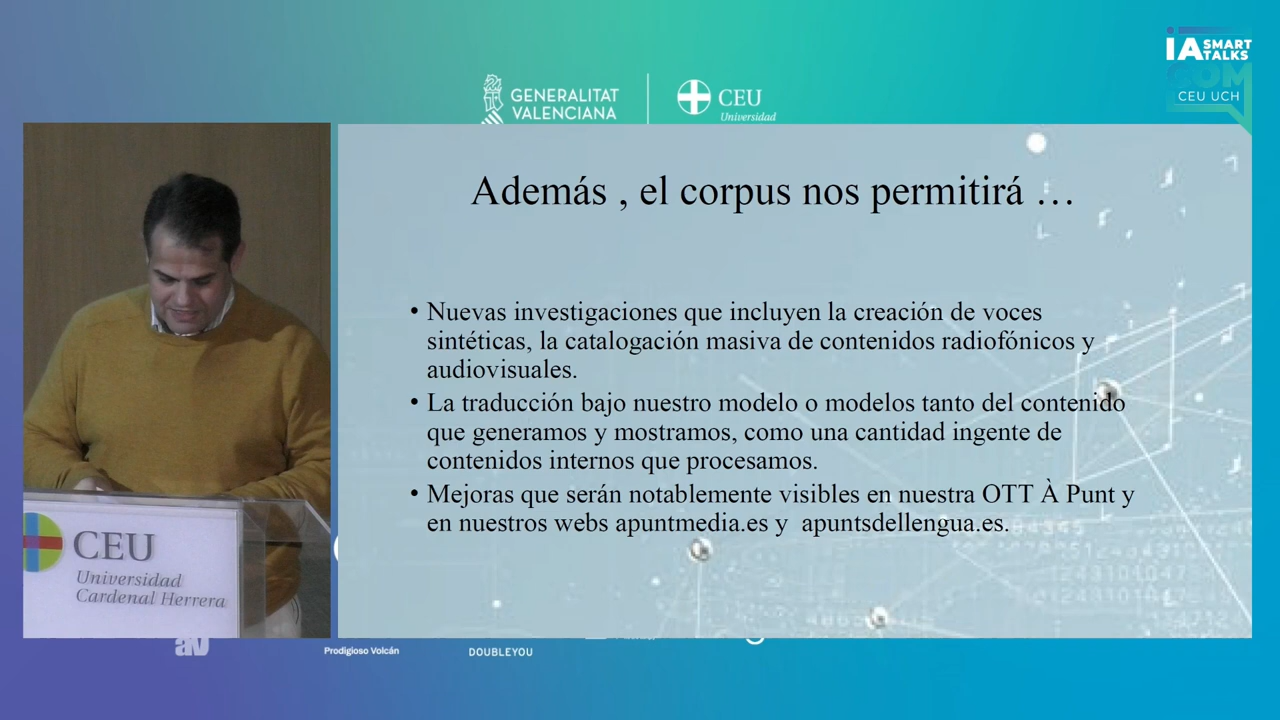 iA SMART
TALKS
COM
CEU UCH
GENERALITAT
VALENCIANA
CEU
Universidad
Además , el corpus nos permitirá …
• Nuevas investigaciones que incluyen la creación de voces
sintéticas, la catalogación masiva de contenidos radiofónicos y
audiovisuales.
• La traducción bajo nuestro modelo o modelos tanto del contenido
que generamos y mostramos, como una cantidad ingente de
contenidos internos que procesamos.
• Mejoras que serán notablemente visibles en nuestra OTT À Punt y
en nuestros webs apuntmedia.es y apuntsdellengua.es.
CEU
Universidad
Cardenal Herrera
av
Prodigioso Volcán
DOUBLEYOU